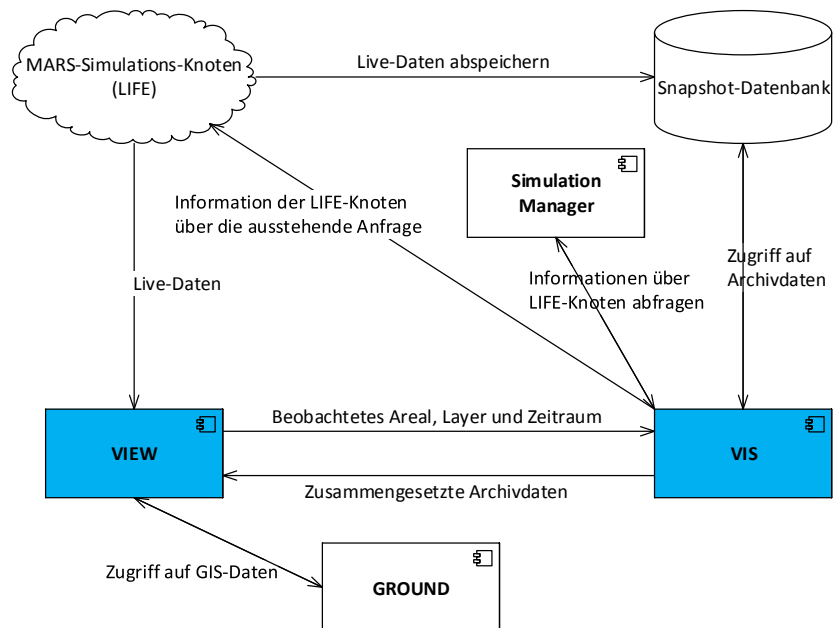 MARS-Simulations-Knoten
(LIFE)
Live-Daten abspeichern
Snapshot-Datenbank
Simulation
Manager
Information der LIFE-Knoten
über die ausstehende Anfrage
Zugriff auf
Archivdaten
Informationen über
LIFE-Knoten abfragen
Live-Daten
Beobachtetes Areal, Layer und Zeitraum
VIEW
VIS
Zusammengesetzte Archivdaten
Zugriff auf GIS-Daten
GROUND